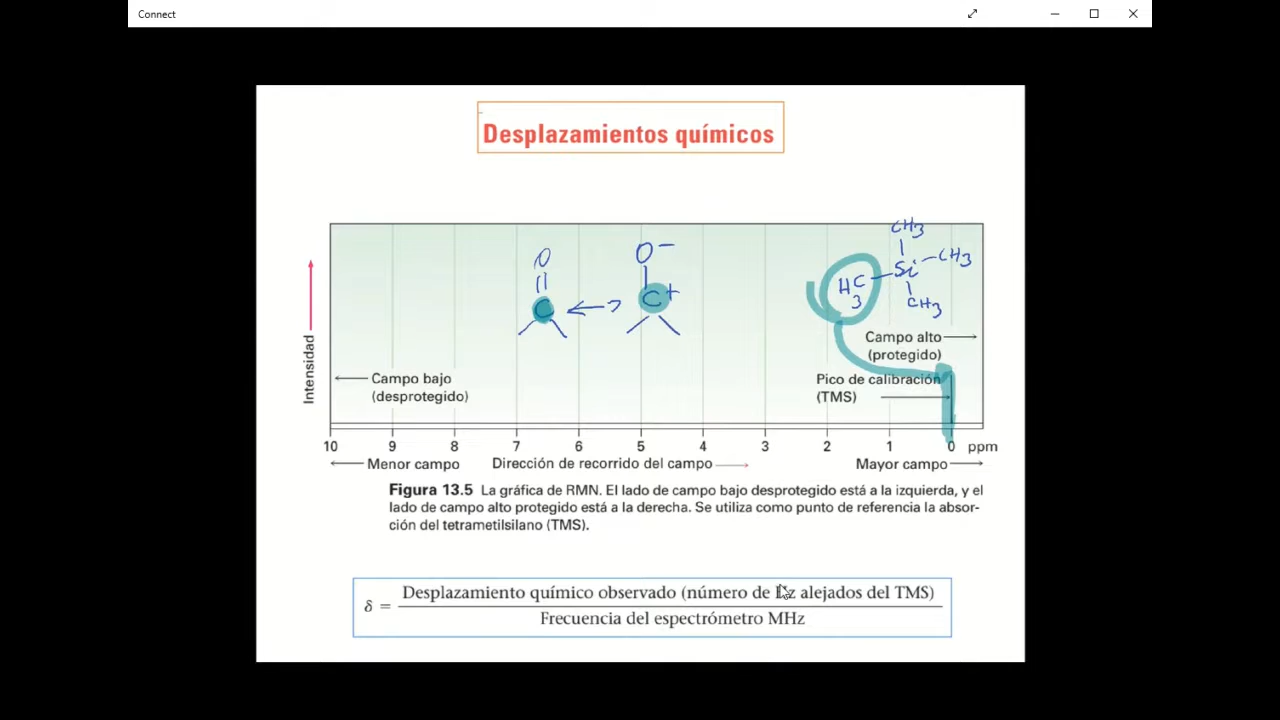 Connect
Desplazamientos químicos
CH3
O
O−
Si
CH3
H3C
C
C+
CH3
Intensidad
Campo alto
(protegido)
Campo bajo
(desprotegido)
Pico de calibración
(TMS)
10 9 8 7 6 5 4 3 2 1 0 ppm
Menor campo Dirección de recorrido del campo Mayor campo
Figura 13.5 La gráfica de RMN. El lado de campo bajo desprotegido está a la izquierda, y el
lado de campo alto protegido está a la derecha. Se utiliza como punto de referencia la absor-
ción del tetrametilsilano (TMS).
Desplazamiento químico observado (número de Hz alejados del TMS)
δ =
Frecuencia del espectrómetro MHz